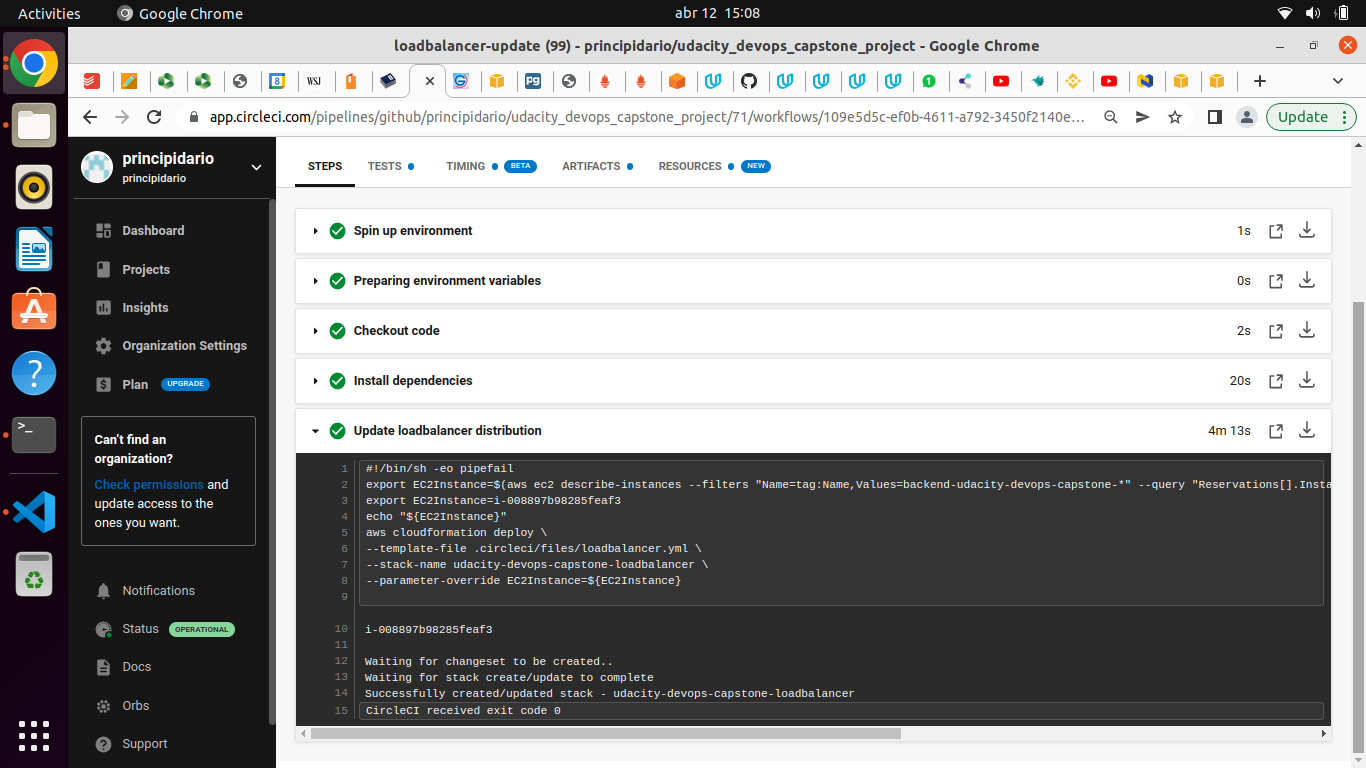 Activities
Google Chrome
abr 12 15:08
loadbalancer-update (99) - principidario/udacity_devops_capstone_project - Google Chrome
8
WSJ
pg
1
app.circleci.com/pipelines/github/principidario/udacity_devops_capstone_project/71/workflows/109e5d5c-ef0b-4611-a792-3450f2140e…
Update
principidario
principidario
Dashboard
Projects
Insights
Organization Settings
Plan UPGRADE
Can't find an
organization?
Check permissions and
update access to the
ones you want.
Notifications
Status OPERATIONAL
Docs
Orbs
Support
STEPS TESTS TIMING BETA ARTIFACTS RESOURCES NEW
Spin up environment 1s
Preparing environment variables 0s
Checkout code 2s
Install dependencies 20s
Update loadbalancer distribution 4m 13s
1 #!/bin/sh -eo pipefail
2 export EC2Instance=$(aws ec2 describe-instances --filters "Name=tag:Name,Values=backend-udacity-devops-capstone-*" --query "Reservations[].Insta
3 export EC2Instance=i-008897b98285feaf3
4 echo "${EC2Instance}"
5 aws cloudformation deploy \
6 --template-file .circleci/files/loadbalancer.yml \
7 --stack-name udacity-devops-capstone-loadbalancer \
8 --parameter-override EC2Instance=${EC2Instance}
9
10 i-008897b98285feaf3
11
12 Waiting for changeset to be created..
13 Waiting for stack create/update to complete
14 Successfully created/updated stack - udacity-devops-capstone-loadbalancer
15 CircleCI received exit code 0